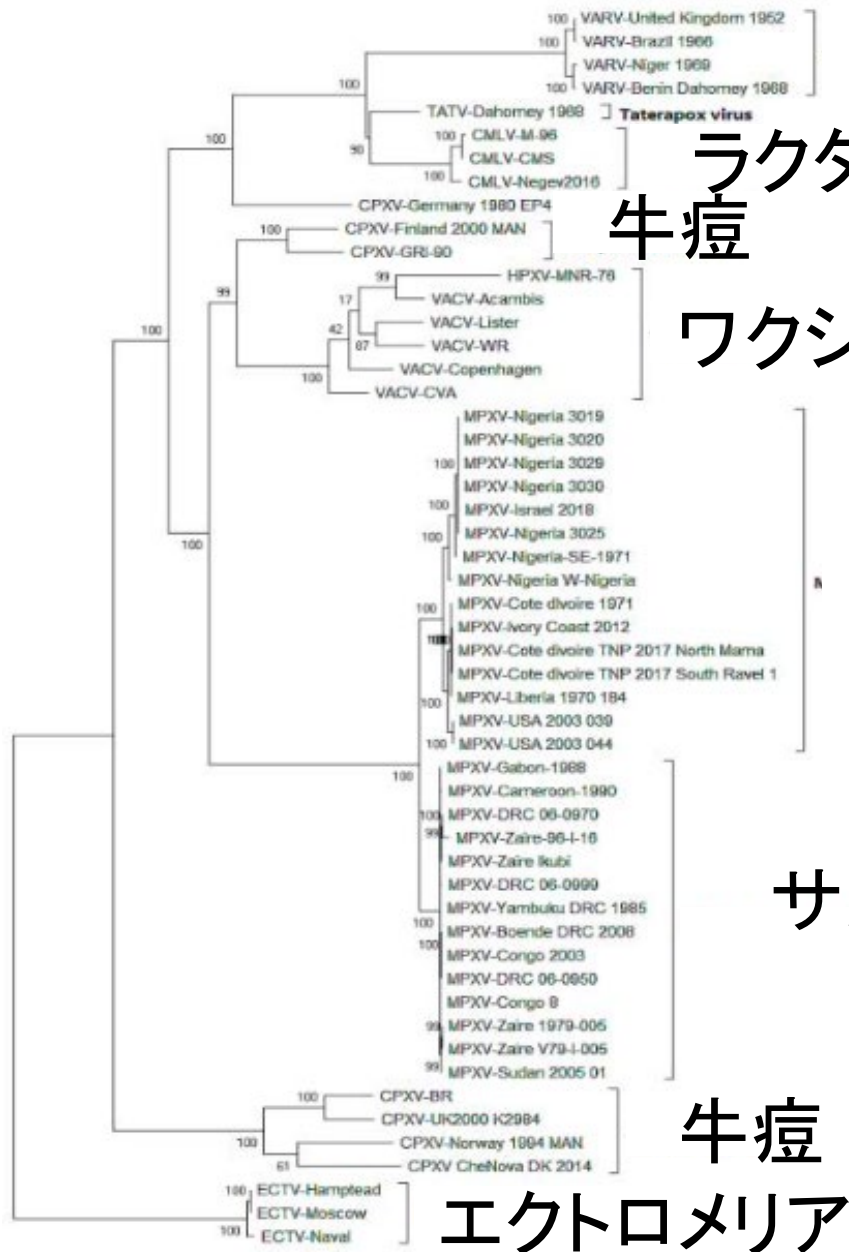 100 VARV-United Kingdom 1952
100 VARV-Brazil 1966
VARV-Niger 1969
100 VARV-Benin Dahomey 1968
100
TATV-Dahomey 1968 Taterapox virus
90
100 CMLV-M-96
CMLV-CMS
100 CMLV-Negev2016
ラクダ
100
CPXV-Germany 1980 EP4
牛痘
100 CPXV-Finland 2000 MAN
CPXV-GRI-90
99
99 HPXV-MNR-76
17 VACV-Acambis
VACV-Lister
42
87 VACV-WR
ワクシ
VACV-Copenhagen
100 VACV-CVA
100
MPXV-Nigeria 3019
MPXV-Nigeria 3020
100 MPXV-Nigeria 3029
MPXV-Nigeria 3030
100 MPXV-Israel 2018
MPXV-Nigeria 3025
100
MPXV-Nigeria-SE-1971
100
MPXV-Nigeria W-Nigeria
100 MPXV-Cote dIvoire 1971
MPXV-Ivory Coast 2012
MPXV-Cote dIvoire TNP 2017 North Mama
MPXV-Cote dIvoire TNP 2017 South Ravel 1
100 MPXV-Liberia 1970 184
MPXV-USA 2003 039
100 MPXV-USA 2003 044
100
MPXV-Gabon-1988
MPXV-Cameroon-1990
100 MPXV-DRC 06-0970
99 MPXV-Zaire-96-I-16
MPXV-Zaire Ikubi
MPXV-DRC 06-0999
MPXV-Yambuku DRC 1985
サ
100
MPXV-Boende DRC 2008
100
MPXV-Congo 2003
MPXV-DRC 06-0950
MPXV-Congo 8
99 MPXV-Zaire 1979-005
MPXV-Zaire V79-I-005
99 MPXV-Sudan 2005 01
100 CPXV-BR
CPXV-UK2000 K2984
100
CPXV-Norway 1994 MAN
61 CPXV CheNova DK 2014
牛痘
100 ECTV-Hamptead
ECTV-Moscow
100 ECTV-Naval
エクトロメリア